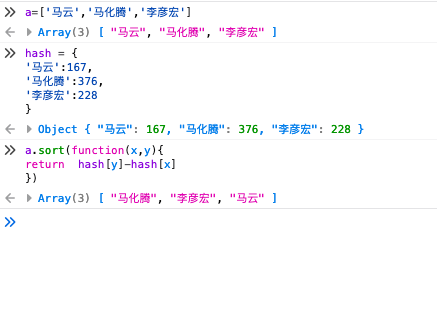 a=['马云','马化腾','李彦宏']
Array(3) [ "马云", "马化腾", "李彦宏" ]
hash = {
'马云':167,
'马化腾':376,
'李彦宏':228
}
Object { "马云": 167, "马化腾": 376, "李彦宏": 228 }
a.sort(function(x,y){
return  hash[y]-hash[x]
})
Array(3) [ "马化腾", "李彦宏", "马云" ]